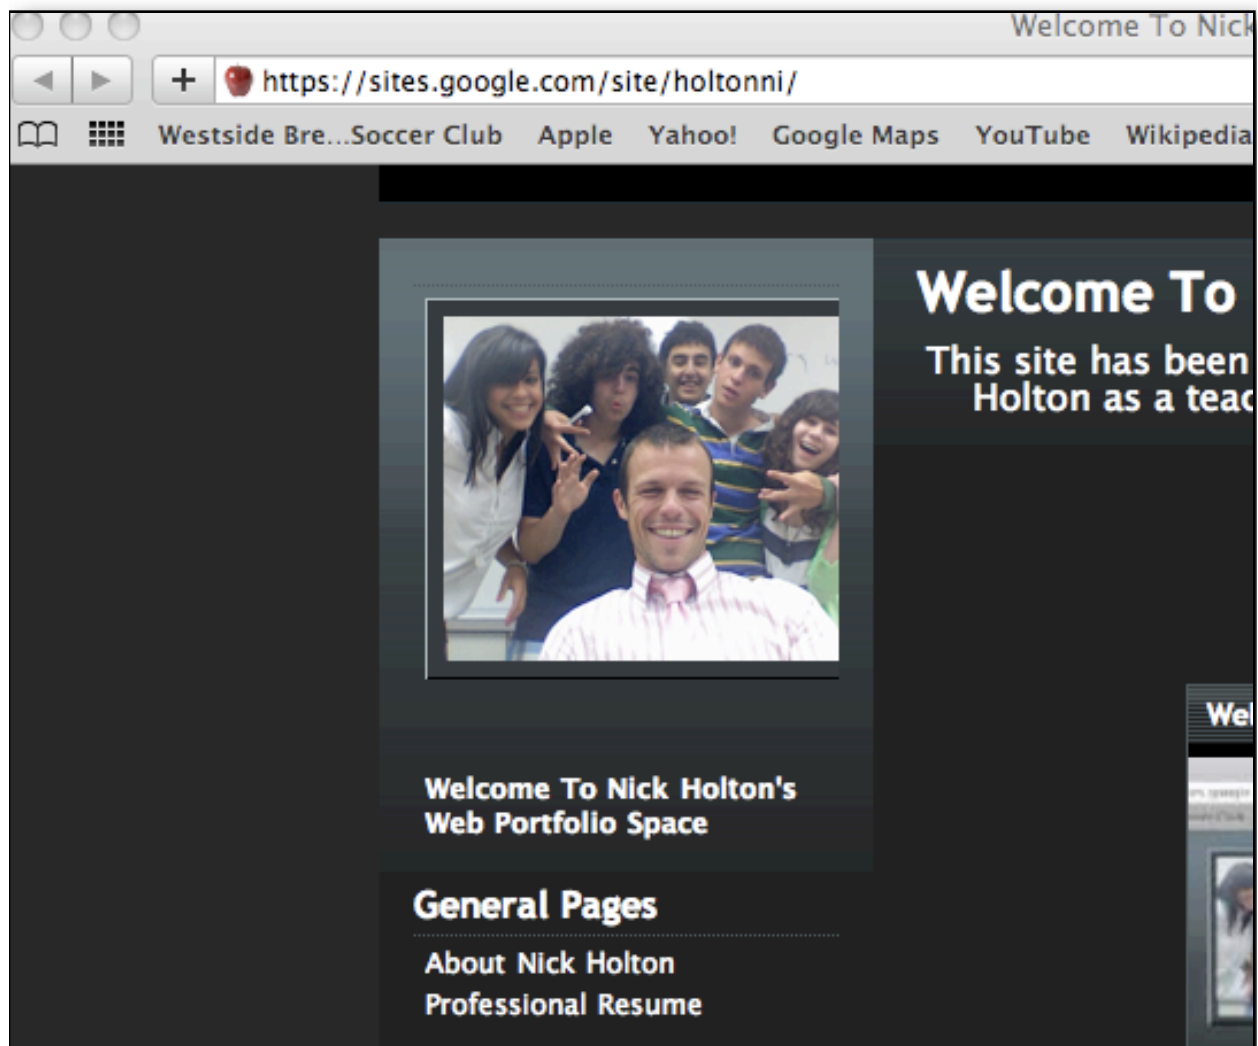 Welcome To Nick
https://sites.google.com/site/holtonni/
Westside Bre...Soccer Club Apple Yahoo! Google Maps YouTube Wikipedia
Welcome To
This site has been
Holton as a teac
Wel
Welcome To Nick Holton's
Web Portfolio Space
General Pages
About Nick Holton
Professional Resume